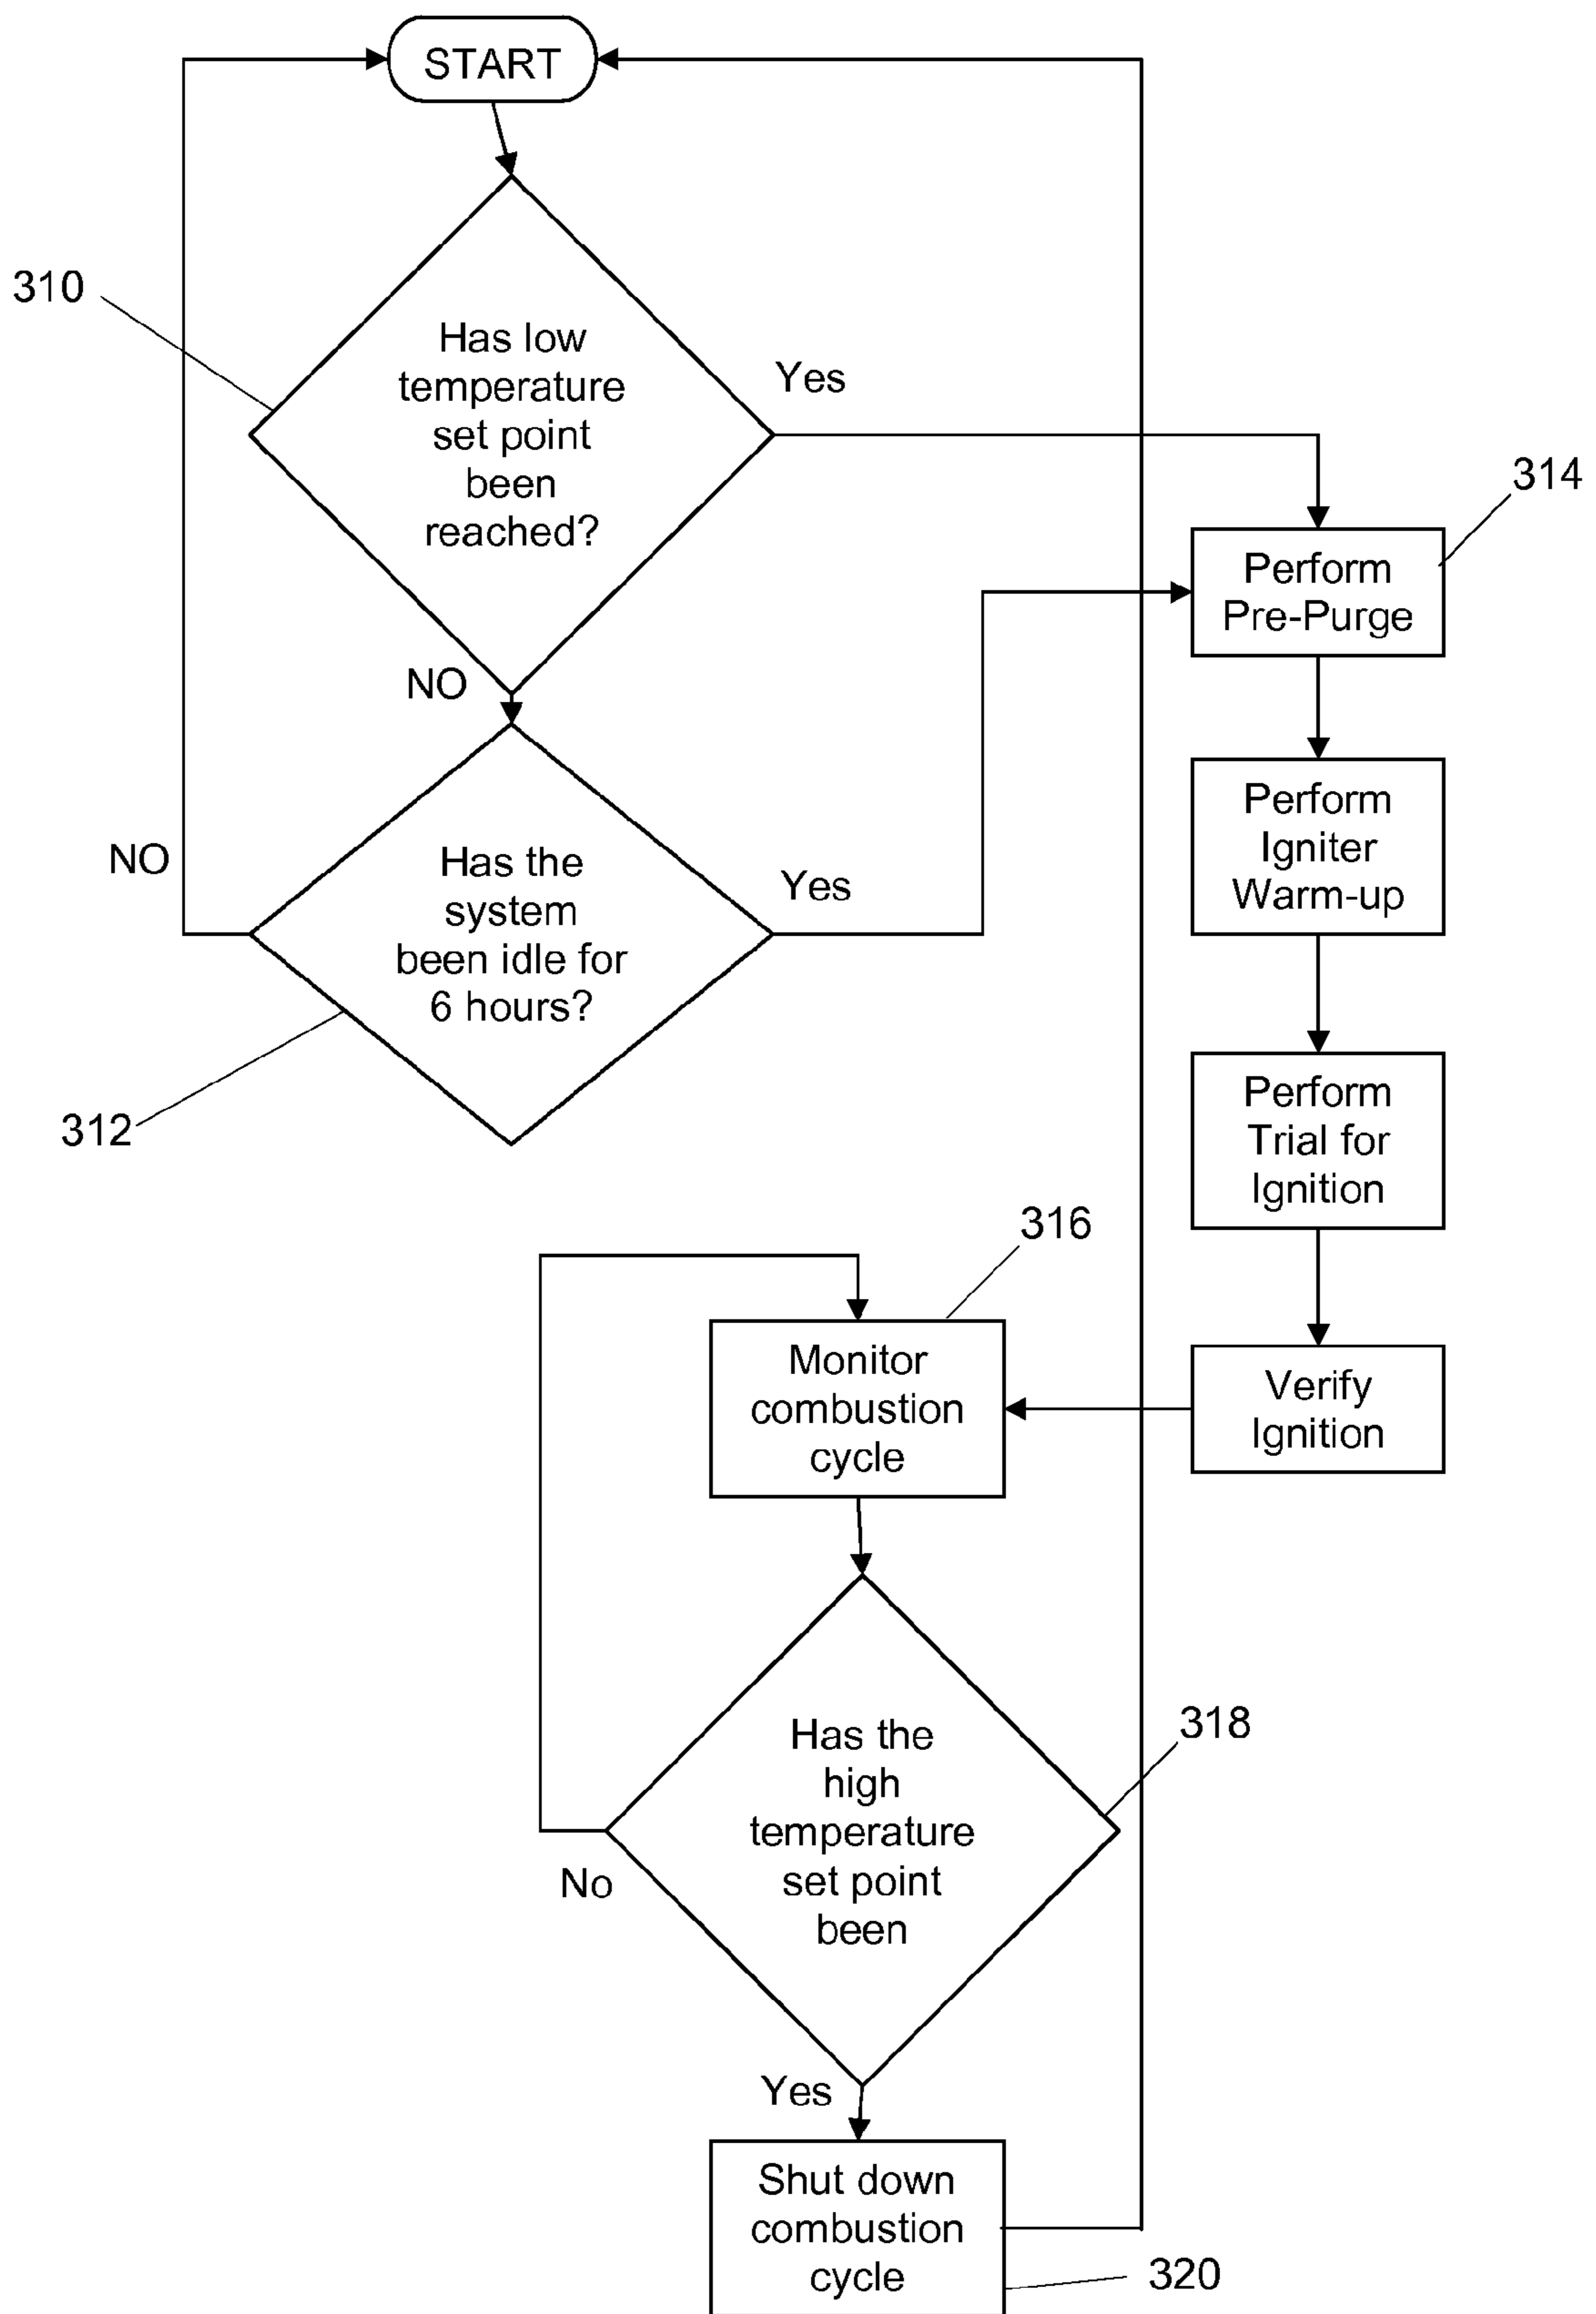 START
310
Has low
temperature
set point
been
reached?
Yes
314
Perform
Pre-Purge
NO
Perform
Igniter
Warm-up
NO
Has the
system
been idle for
6 hours?
Yes
312
Perform
Trial for
Ignition
316
Monitor
combustion
cycle
Verify
Ignition
318
Has the
high
temperature
set point
been
No
Yes
Shut down
combustion
cycle
320